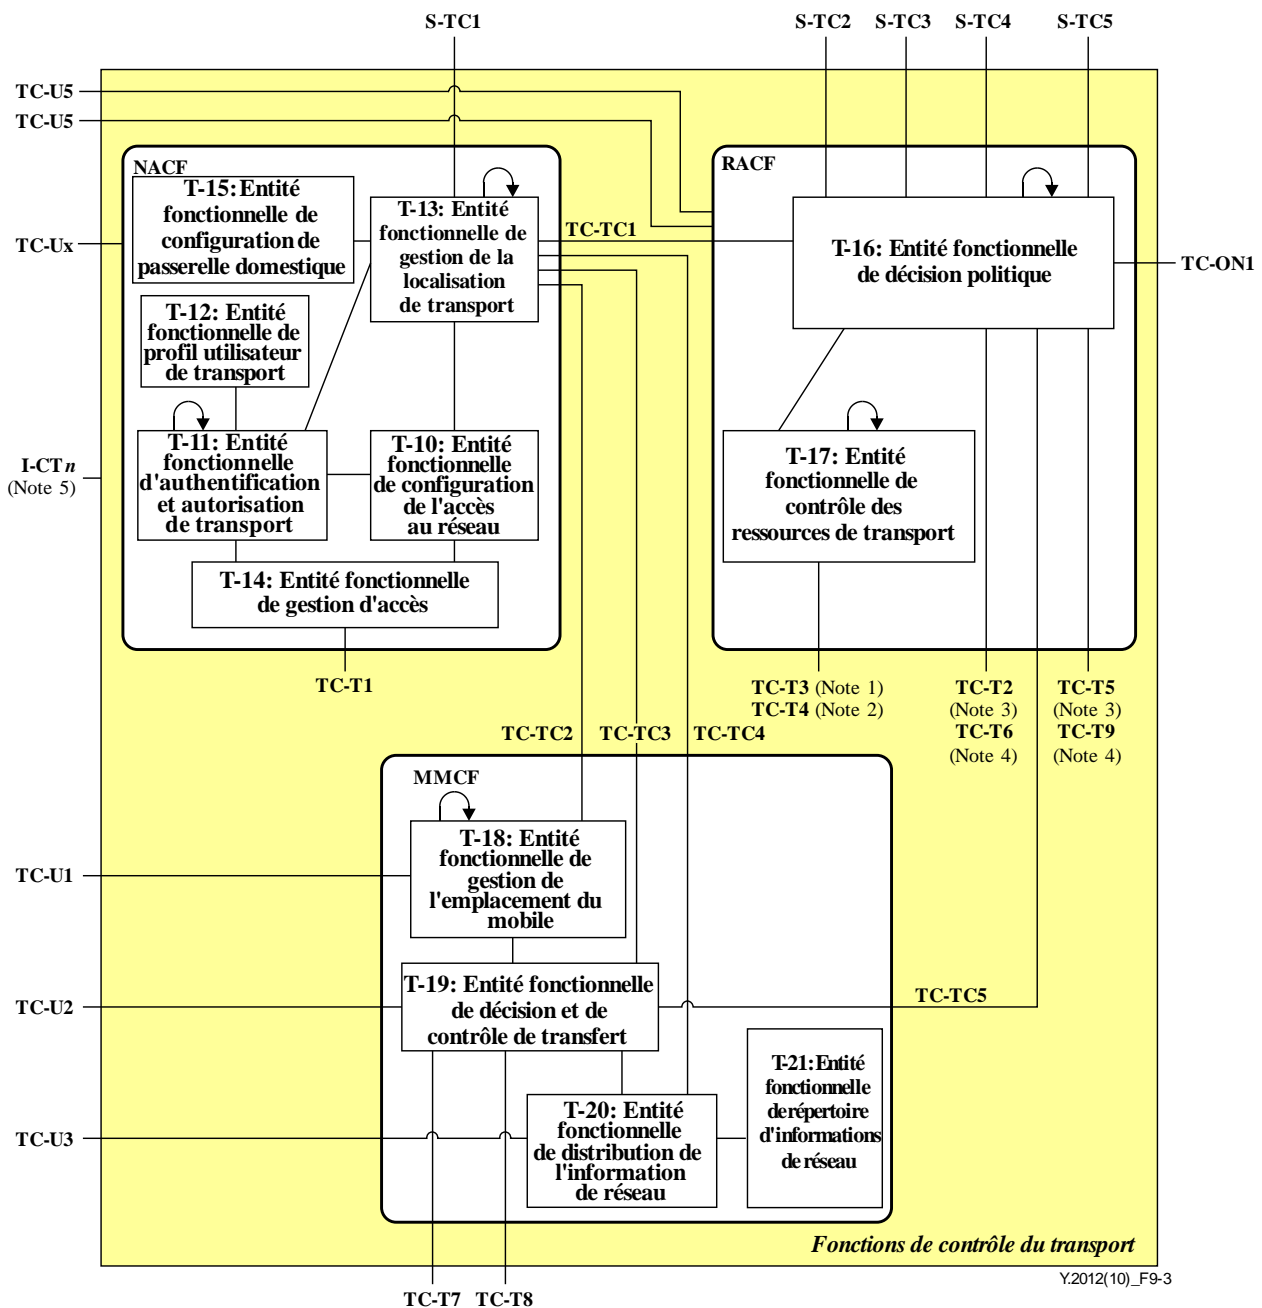 S-TC1
S-TC2
S-TC3
S-TC4
S-TC5
TC-U5
TC-U5
NACF
RACF
T-15: Entité
fonctionnelle de
configuration de
passerelle domestique
T-13: Entité
fonctionnelle de
gestion de la
localisation
de transport
TC-TC1
T-16: Entité fonctionnelle
de décision politique
TC-Ux
TC-ON1
T-12: Entité
fonctionnelle de
profil utilisateur
de transport
T-11: Entité
fonctionnelle
d'authentification
et autorisation
de transport
T-10: Entité
fonctionnelle
de configuration
de l'accès
au réseau
T-17: Entité
fonctionnelle de
contrôle des
ressources de transport
I-CTn
(Note 5)
T-14: Entité fonctionnelle
de gestion d'accès
TC-T1
TC-T3 (Note 1)
TC-T4 (Note 2)
TC-T2
(Note 3)
TC-T6
(Note 4)
TC-T5
(Note 3)
TC-T9
(Note 4)
TC-TC2
TC-TC3
TC-TC4
MMCF
T-18: Entité
fonctionnelle de
gestion de
l'emplacement du
mobile
TC-U1
T-19: Entité fonctionnelle
de décision et de
contrôle de transfert
TC-U2
TC-TC5
T-21: Entité
fonctionnelle
de répertoire
d'informations
de réseau
T-20: Entité
fonctionnelle
de distribution de
l'information
de réseau
TC-U3
Fonctions de contrôle du transport
Y.2012(10)_F9-3
TC-T7
TC-T8